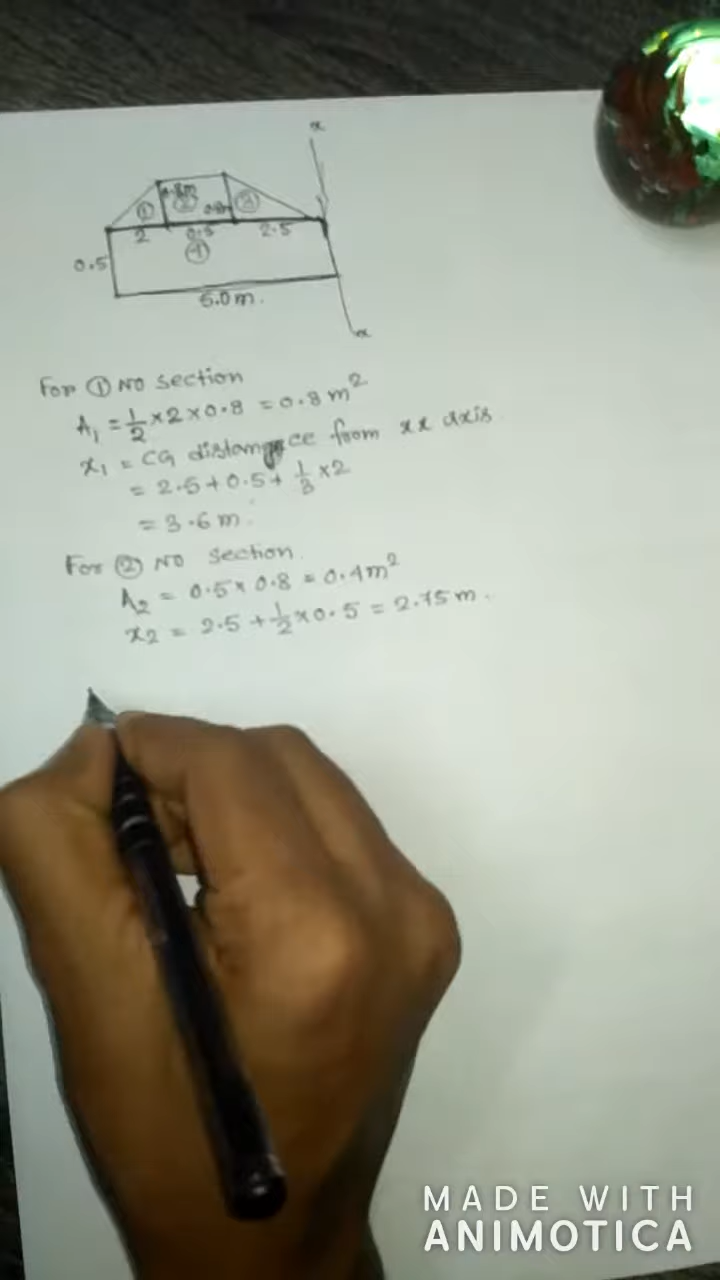 x
0.8m
① ② 0.8m ③
2 0.5 2.5
0.5 ④
5.0m.
x
For ① NO section
A₁ = 1/2 × 2 × 0.8 = 0.8 m²
x₁ = CG distance from xx axis
= 2.5 + 0.5 + 1/3 × 2
= 3.6 m.
For ② NO section.
A₂ = 0.5 × 0.8 = 0.4 m²
x₂ = 2.5 + 1/2 × 0.5 = 2.75 m.
MADE WITH
ANIMOTICA